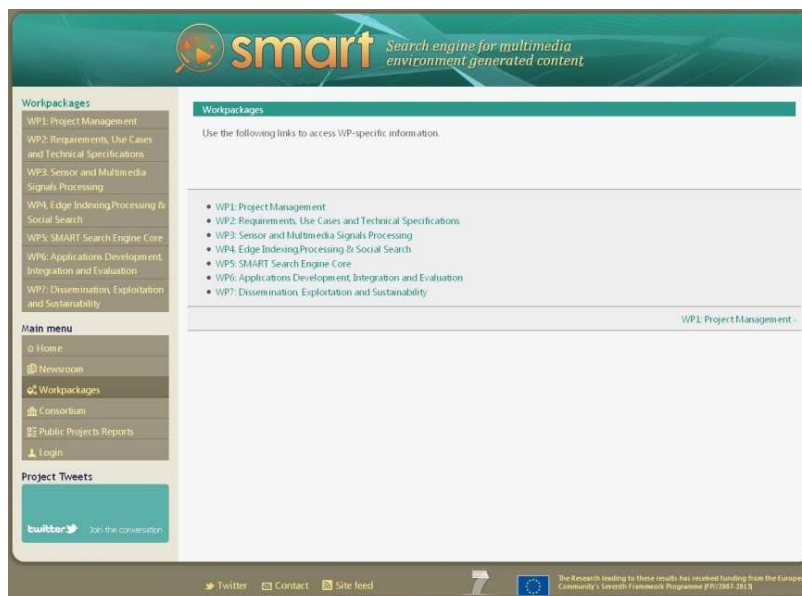 smart
Search engine for multimedia
environment generated content
Workpackages
WP1: Project Management
WP2: Requirements, Use Cases
and Technical Specifications
WP3: Sensor and Multimedia
Signals Processing
WP4, Edge Indexing,Processing &
Social Search
WP5: SMART Search Engine Core
WP6: Applications Development,
Integration and Evaluation
WP7: Dissemination, Exploitation
and Sustainability
Main menu
Home
Newsroom
Workpackages
Consortium
Public Projects Reports
Login
Project Tweets
twitter
Join the conversation
Workpackages
Use the following links to access WP-specific information.
WP1: Project Management
WP2: Requirements, Use Cases and Technical Specifications
WP3: Sensor and Multimedia Signals Processing
WP4, Edge Indexing,Processing & Social Search
WP5: SMART Search Engine Core
WP6: Applications Development, Integration and Evaluation
WP7: Dissemination, Exploitation and Sustainability
WP1: Project Management ›
Twitter Contact Site feed
The Research leading to these results has received funding from the Europe
Community's Seventh Framework Programme (FP//2007-2013)